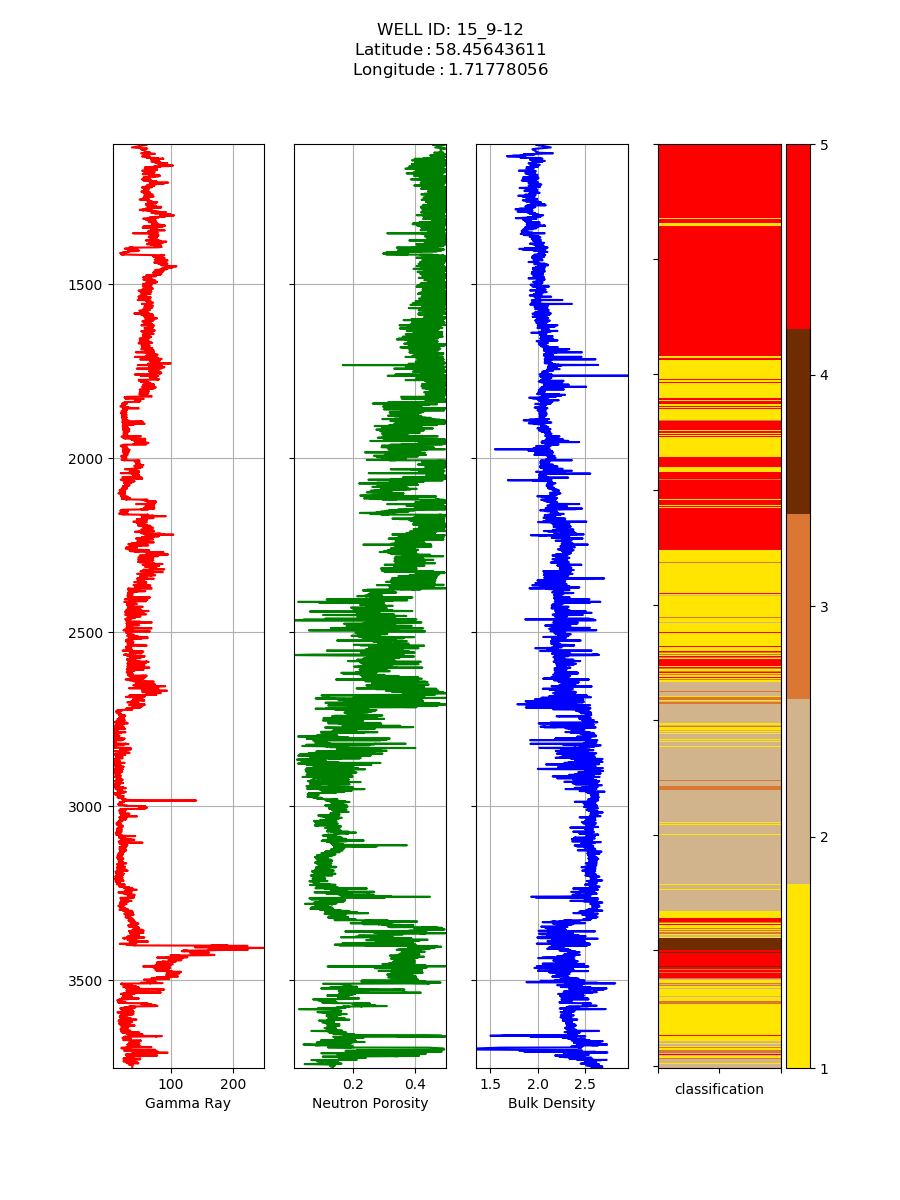 WELL ID: 15_9-12
Latitude : 58.45643611
Longitude : 1.71778056
1500
2000
2500
3000
3500
100 200
0.2 0.4
1.5 2.0 2.5
Gamma Ray
Neutron Porosity
Bulk Density
classification
5
4
3
2
1